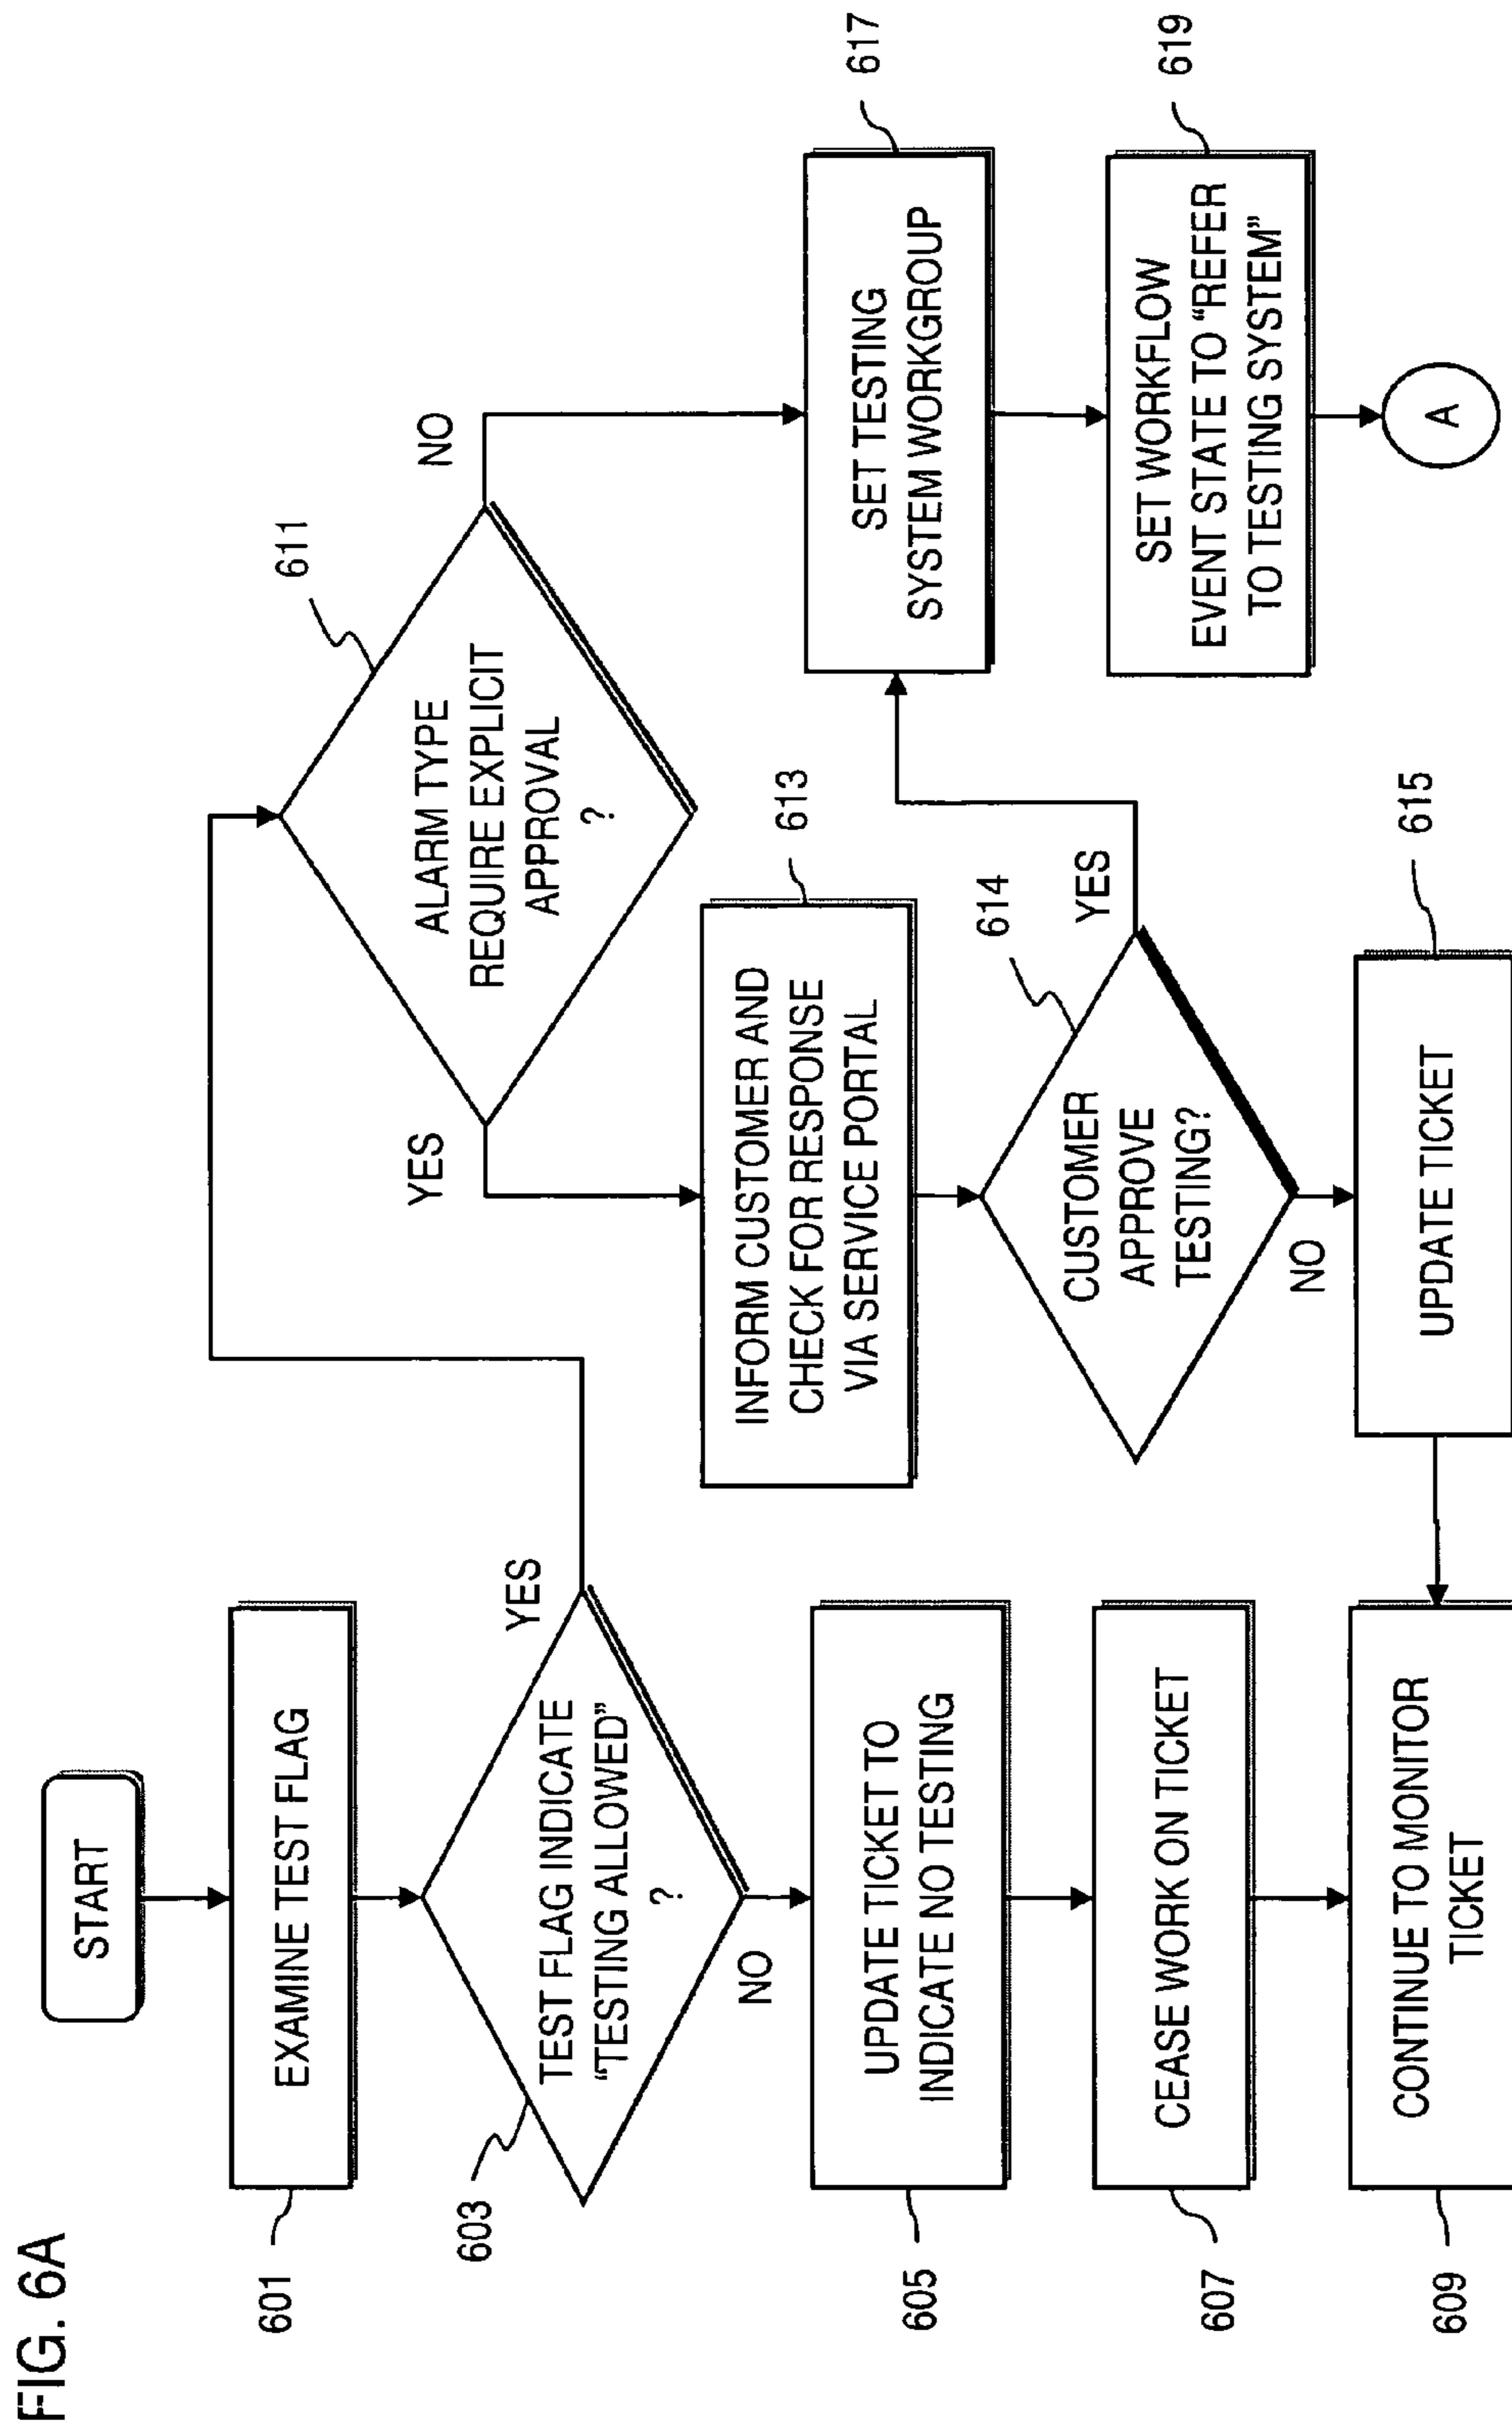 FIG. 6A
START
601
EXAMINE TEST FLAG
603
TEST FLAG INDICATE
“TESTING ALLOWED”
?
YES
NO
605
UPDATE TICKET TO
INDICATE NO TESTING
607
CEASE WORK ON TICKET
609
CONTINUE TO MONITOR
TICKET
611
ALARM TYPE
REQUIRE EXPLICIT
APPROVAL
?
YES
NO
613
INFORM CUSTOMER AND
CHECK FOR RESPONSE
VIA SERVICE PORTAL
614
CUSTOMER
APPROVE
TESTING?
YES
NO
615
UPDATE TICKET
617
SET TESTING
SYSTEM WORKGROUP
619
SET WORKFLOW
EVENT STATE TO “REFER
TO TESTING SYSTEM”
A